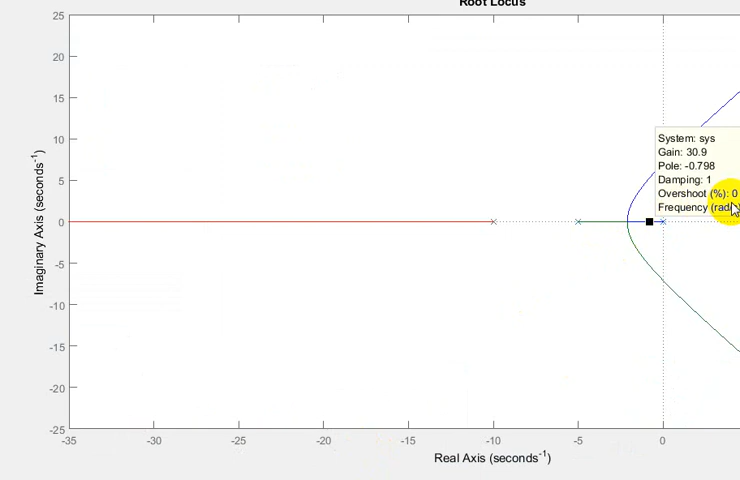 Root Locus
25
20
15
10
5
0
-5
-10
-15
-20
-25
Imaginary Axis (seconds-1)
System: sys
Gain: 30.9
Pole: -0.798
Damping: 1
Overshoot (%): 0
Frequency (rad
-35 -30 -25 -20 -15 -10 -5 0
Real Axis (seconds-1)